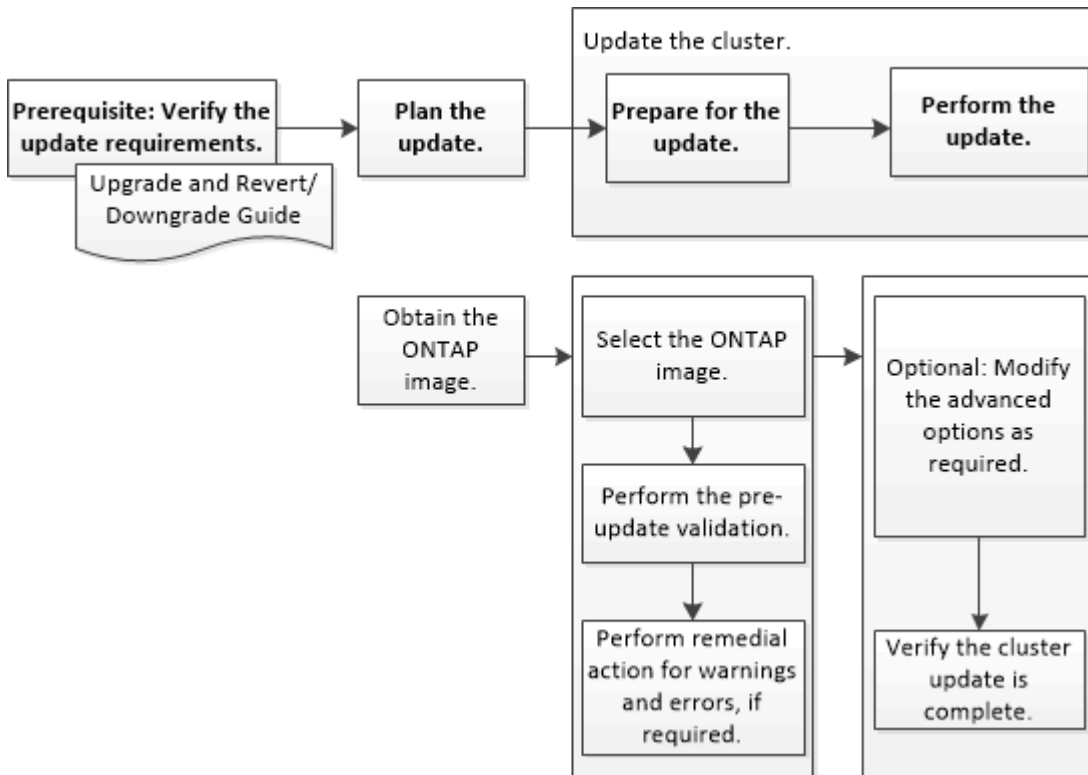 Update the cluster.
Prerequisite: Verify the
update requirements.
Upgrade and Revert/
Downgrade Guide
Plan the
update.
Prepare for the
update.
Perform the
update.
Obtain the
ONTAP
image.
Select the ONTAP
image.
Perform the pre-
update validation.
Perform remedial
action for warnings
and errors, if
required.
Optional: Modify
the advanced
options as
required.
Verify the cluster
update is
complete.